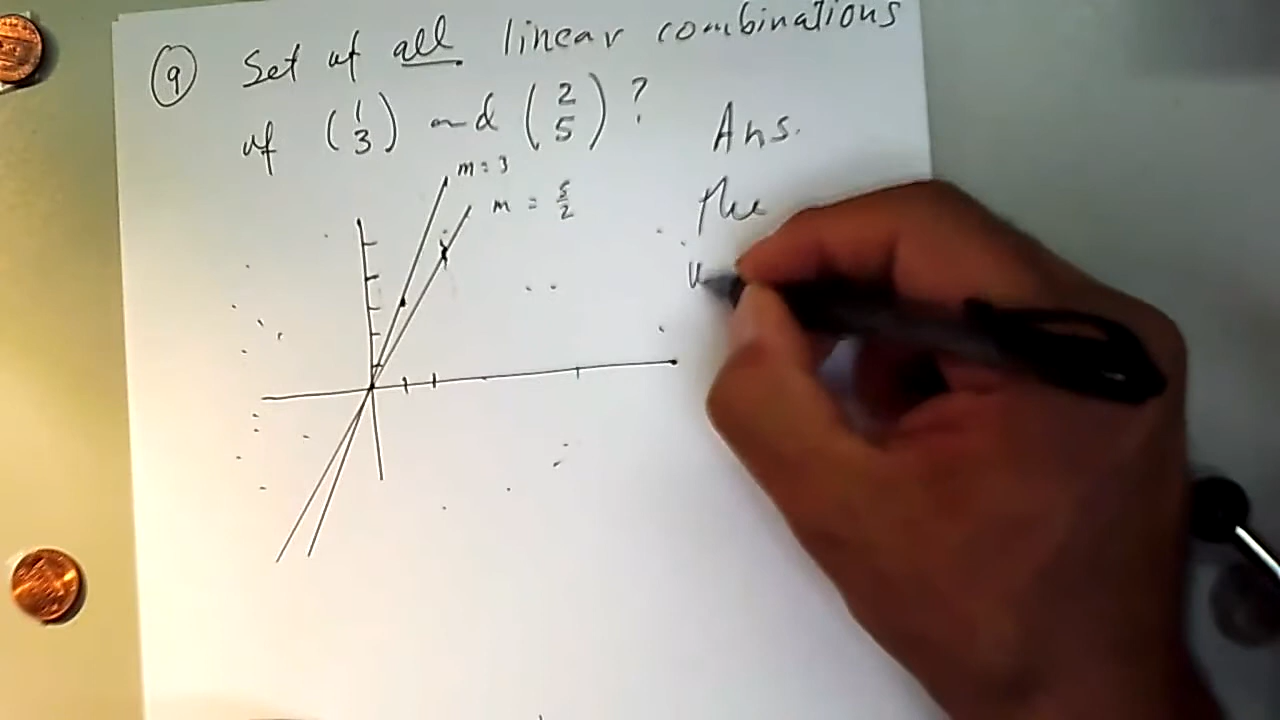 9 Set of all linear combinations
of (1 3) and (2 5)? Ans.
m = 3
m = 5/2
the